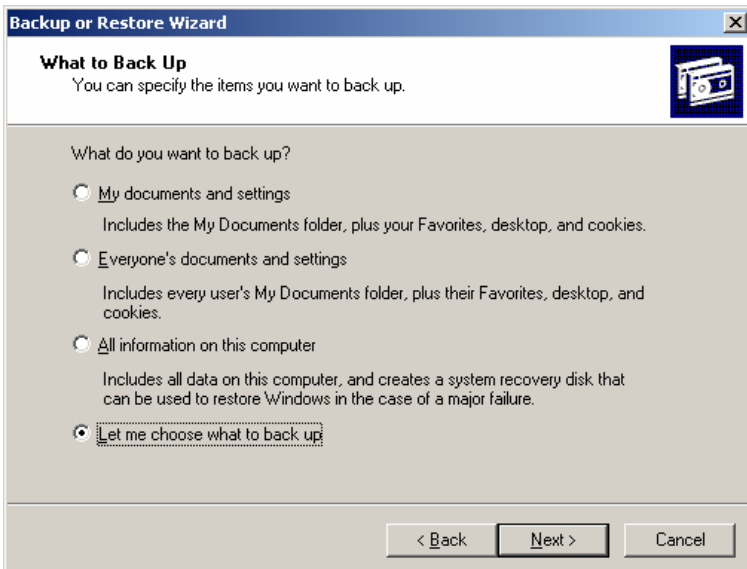 Backup or Restore Wizard
What to Back Up
You can specify the items you want to back up.
What do you want to back up?
My documents and settings
Includes the My Documents folder, plus your Favorites, desktop, and cookies.
Everyone's documents and settings
Includes every user's My Documents folder, plus their Favorites, desktop, and
cookies.
All information on this computer
Includes all data on this computer, and creates a system recovery disk that
can be used to restore Windows in the case of a major failure.
Let me choose what to back up
< Back Next > Cancel